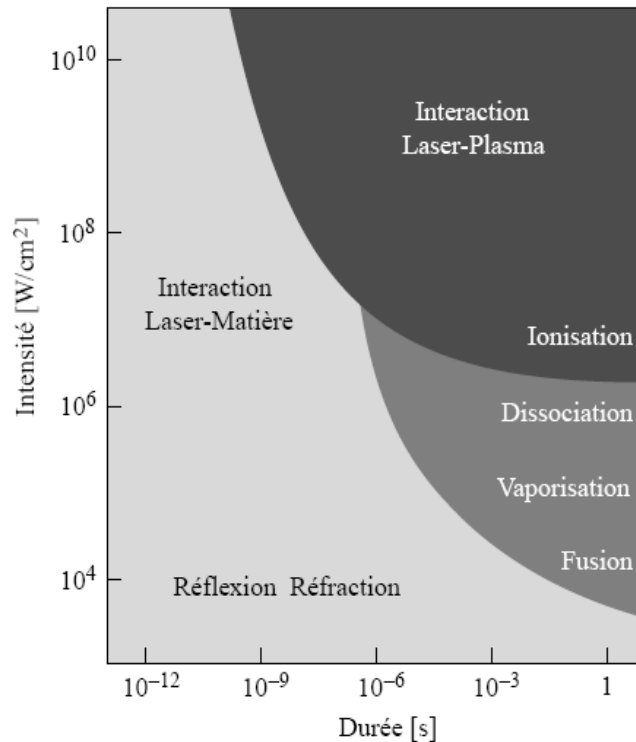 10^10
Interaction
Laser-Plasma
10^8
Interaction
Laser-Matière
Intensité [W/cm²]
Ionisation
10^6
Dissociation
Vaporisation
Fusion
10^4
Réflexion Réfraction
10^−12 10^−9 10^−6 10^−3 1
Durée [s]